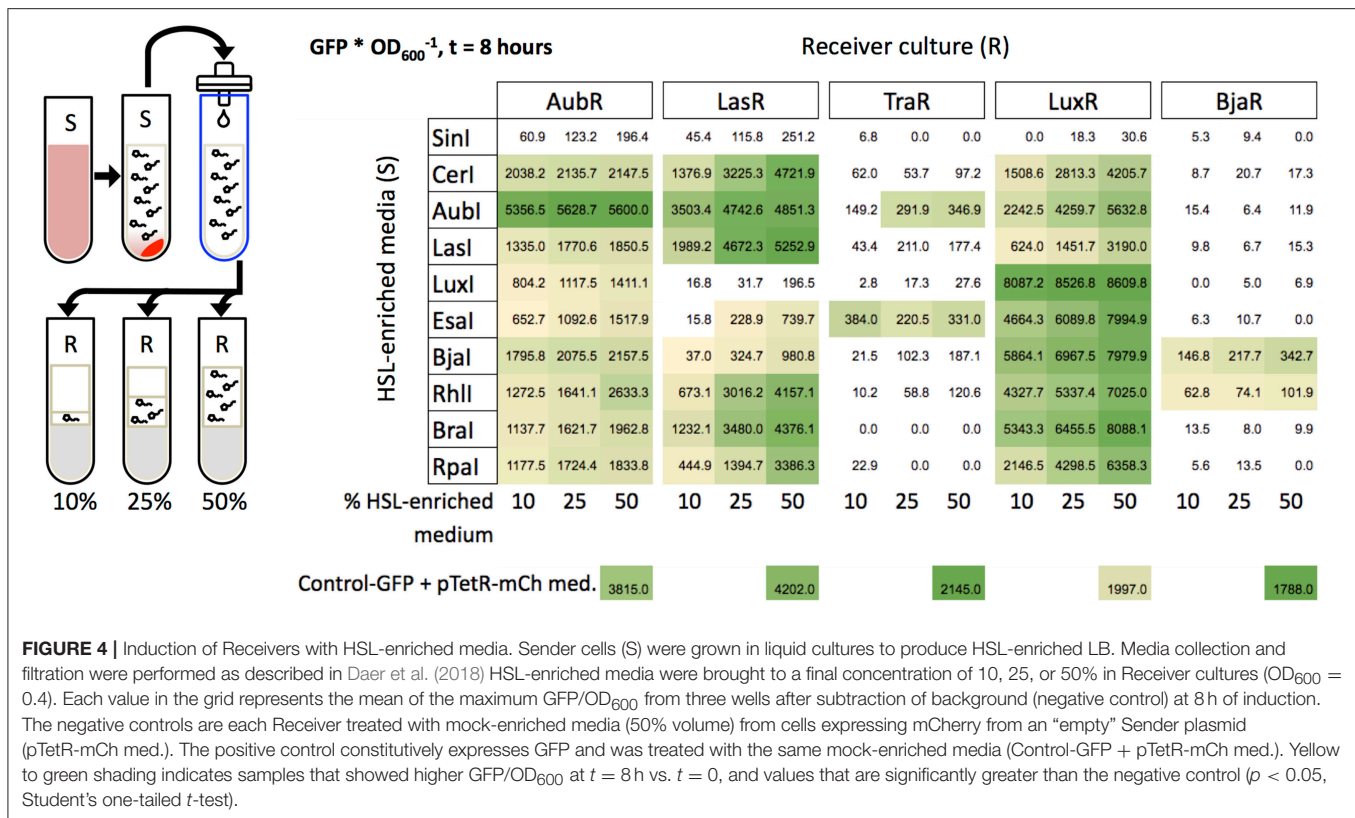 GFP * OD600-1, t = 8 hours
Receiver culture (R)
S S
AubR LasR TraR LuxR BjaR
HSL-enriched media (S)
SinI 60.9 123.2 196.4 45.4 115.8 251.2 6.8 0.0 0.0 0.0 18.3 30.6 5.3 9.4 0.0
CerI 2038.2 2135.7 2147.5 1376.9 3225.3 4721.9 62.0 53.7 97.2 1508.6 2813.3 4205.7 8.7 20.7 17.3
AubI 5356.5 5628.7 5600.0 3503.4 4742.6 4851.3 149.2 291.9 346.9 2242.5 4259.7 5632.8 15.4 6.4 11.9
LasI 1335.0 1770.6 1850.5 1989.2 4672.3 5252.9 43.4 211.0 177.4 624.0 1451.7 3190.0 9.8 6.7 15.3
LuxI 804.2 1117.5 1411.1 16.8 31.7 196.5 2.8 17.3 27.6 8087.2 8526.8 8609.8 0.0 5.0 6.9
EsaI 652.7 1092.6 1517.9 15.8 228.9 739.7 384.0 220.5 331.0 4664.3 6089.8 7994.9 6.3 10.7 0.0
BjaI 1795.8 2075.5 2157.5 37.0 324.7 980.8 21.5 102.3 187.1 5864.1 6967.5 7979.9 146.8 217.7 342.7
RhlI 1272.5 1641.1 2633.3 673.1 3016.2 4157.1 10.2 58.8 120.6 4327.7 5337.4 7025.0 62.8 74.1 101.9
BraI 1137.7 1621.7 1962.8 1232.1 3480.0 4376.1 0.0 0.0 0.0 5343.3 6455.5 8088.1 13.5 8.0 9.9
RpaI 1177.5 1724.4 1833.8 444.9 1394.7 3386.3 22.9 0.0 0.0 2146.5 4298.5 6358.3 5.6 13.5 0.0
R R R
10% 25% 50%
% HSL-enriched 10 25 50 10 25 50 10 25 50 10 25 50 10 25 50
medium
Control-GFP + pTetR-mCh med. 3815.0 4202.0 2145.0 1997.0 1788.0
FIGURE 4 | Induction of Receivers with HSL-enriched media. Sender cells (S) were grown in liquid cultures to produce HSL-enriched LB. Media collection and
filtration were performed as described in Daer et al. (2018) HSL-enriched media were brought to a final concentration of 10, 25, or 50% in Receiver cultures (OD600 =
0.4). Each value in the grid represents the mean of the maximum GFP/OD600 from three wells after subtraction of background (negative control) at 8 h of induction.
The negative controls are each Receiver treated with mock-enriched media (50% volume) from cells expressing mCherry from an “empty” Sender plasmid
(pTetR-mCh med.). The positive control constitutively expresses GFP and was treated with the same mock-enriched media (Control-GFP + pTetR-mCh med.). Yellow
to green shading indicates samples that showed higher GFP/OD600 at t = 8 h vs. t = 0, and values that are significantly greater than the negative control (p < 0.05,
Student’s one-tailed t-test).